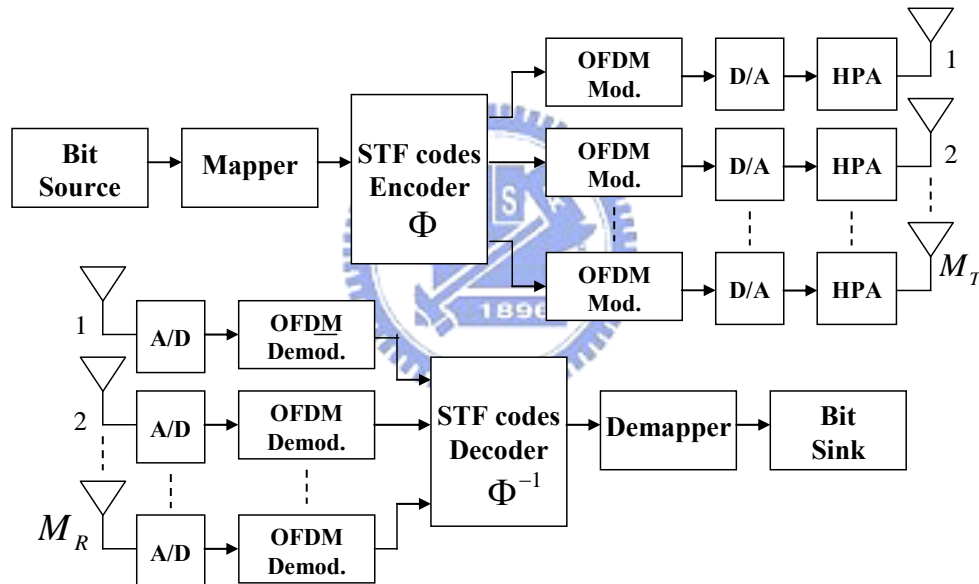 OFDM
Mod.
D/A
HPA
1
Bit
Source
Mapper
STF codes
Encoder
Φ
OFDM
Mod.
D/A
HPA
2
S
OFDM
Mod.
D/A
HPA
M_T
1896
1
A/D
OFDM
Demod.
2
A/D
OFDM
Demod.
STF codes
Decoder
Φ⁻¹
Demapper
Bit
Sink
M_R
A/D
OFDM
Demod.